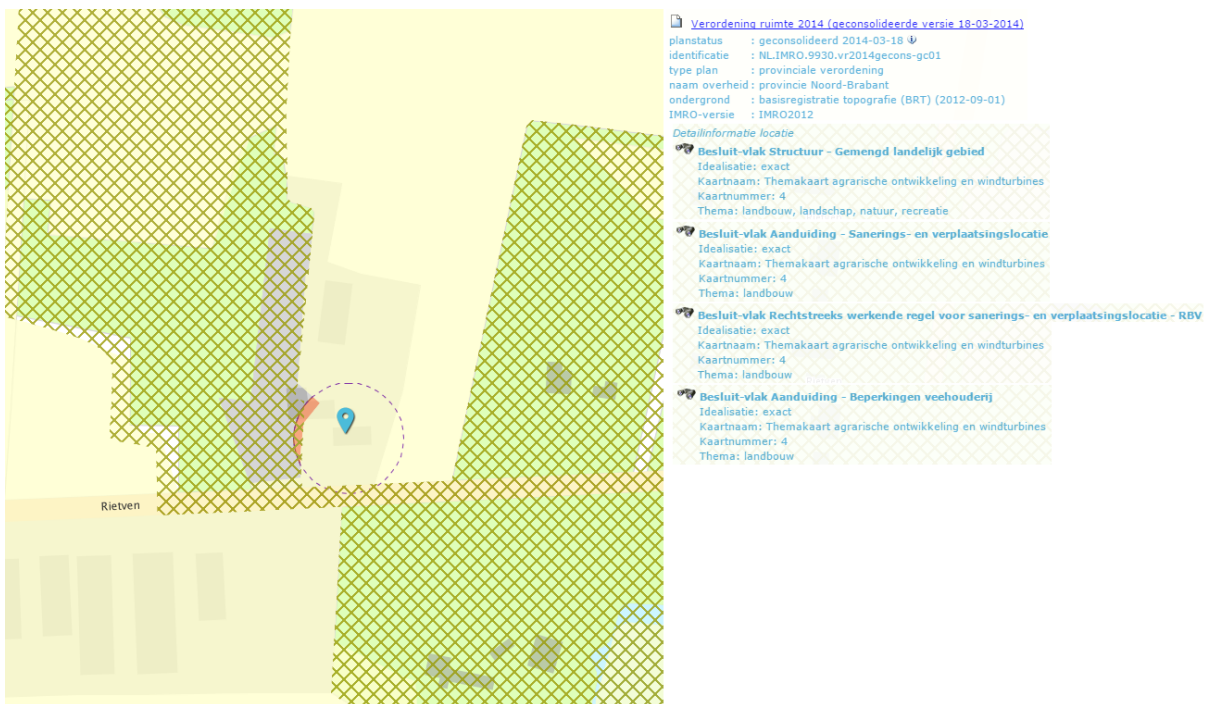 Verordening ruimte 2014 (geconsolideerde versie 18-03-2014)
planstatus : geconsolideerd 2014-03-18
identificatie : NL.IMRO.9930.vr2014gecons-gc01
type plan : provinciale verordening
naam overheid : provincie Noord-Brabant
ondergrond : basisregistratie topografie (BRT) (2012-09-01)
IMRO-versie : IMRO2012
Detailinformatie locatie
Besluit-vlak Structuur - Gemengd landelijk gebied
Idealisatie: exact
Kaartnaam: Themakaart agrarische ontwikkeling en windturbines
Kaartnummer: 4
Thema: landbouw, landschap, natuur, recreatie
Besluit-vlak Aanduiding - Sanerings- en verplaatsingslocatie
Idealisatie: exact
Kaartnaam: Themakaart agrarische ontwikkeling en windturbines
Kaartnummer: 4
Thema: landbouw
Besluit-vlak Rechtstreeks werkende regel voor sanerings- en verplaatsingslocatie - RBV
Idealisatie: exact
Kaartnaam: Themakaart agrarische ontwikkeling en windturbines
Kaartnummer: 4
Thema: landbouw
Besluit-vlak Aanduiding - Beperkingen veehouderij
Idealisatie: exact
Kaartnaam: Themakaart agrarische ontwikkeling en windturbines
Kaartnummer: 4
Thema: landbouw
Rietven